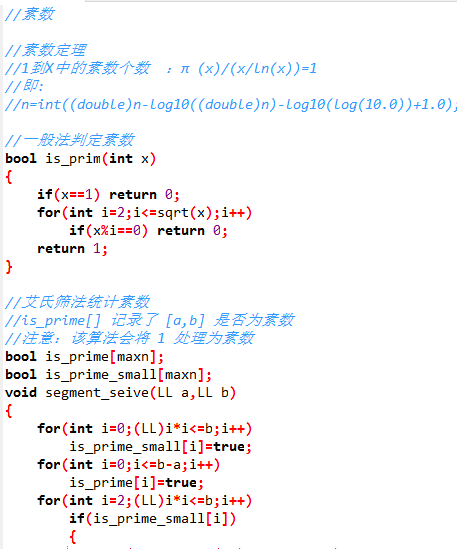 //素数
//素数定理
//1到X中的素数个数 ：π (x)/(x/ln(x))=1
//即:
//n=int((double)n-log10((double)n)-log10(log(10.0))+1.0);
//一般法判定素数
bool is_prim(int x)
{
    if(x==1) return 0;
    for(int i=2;i<=sqrt(x);i++)
        if(x%i==0) return 0;
    return 1;
}
//艾氏筛法统计素数
//is_prime[] 记录了 [a,b] 是否为素数
//注意：该算法会将 1 处理为素数
bool is_prime[maxn];
bool is_prime_small[maxn];
void segment_seive(LL a,LL b)
{
    for(int i=0;(LL)i*i<=b;i++)
        is_prime_small[i]=true;
    for(int i=0;i<=b-a;i++)
        is_prime[i]=true;
    for(int i=2;(LL)i*i<=b;i++)
        if(is_prime_small[i])
        {